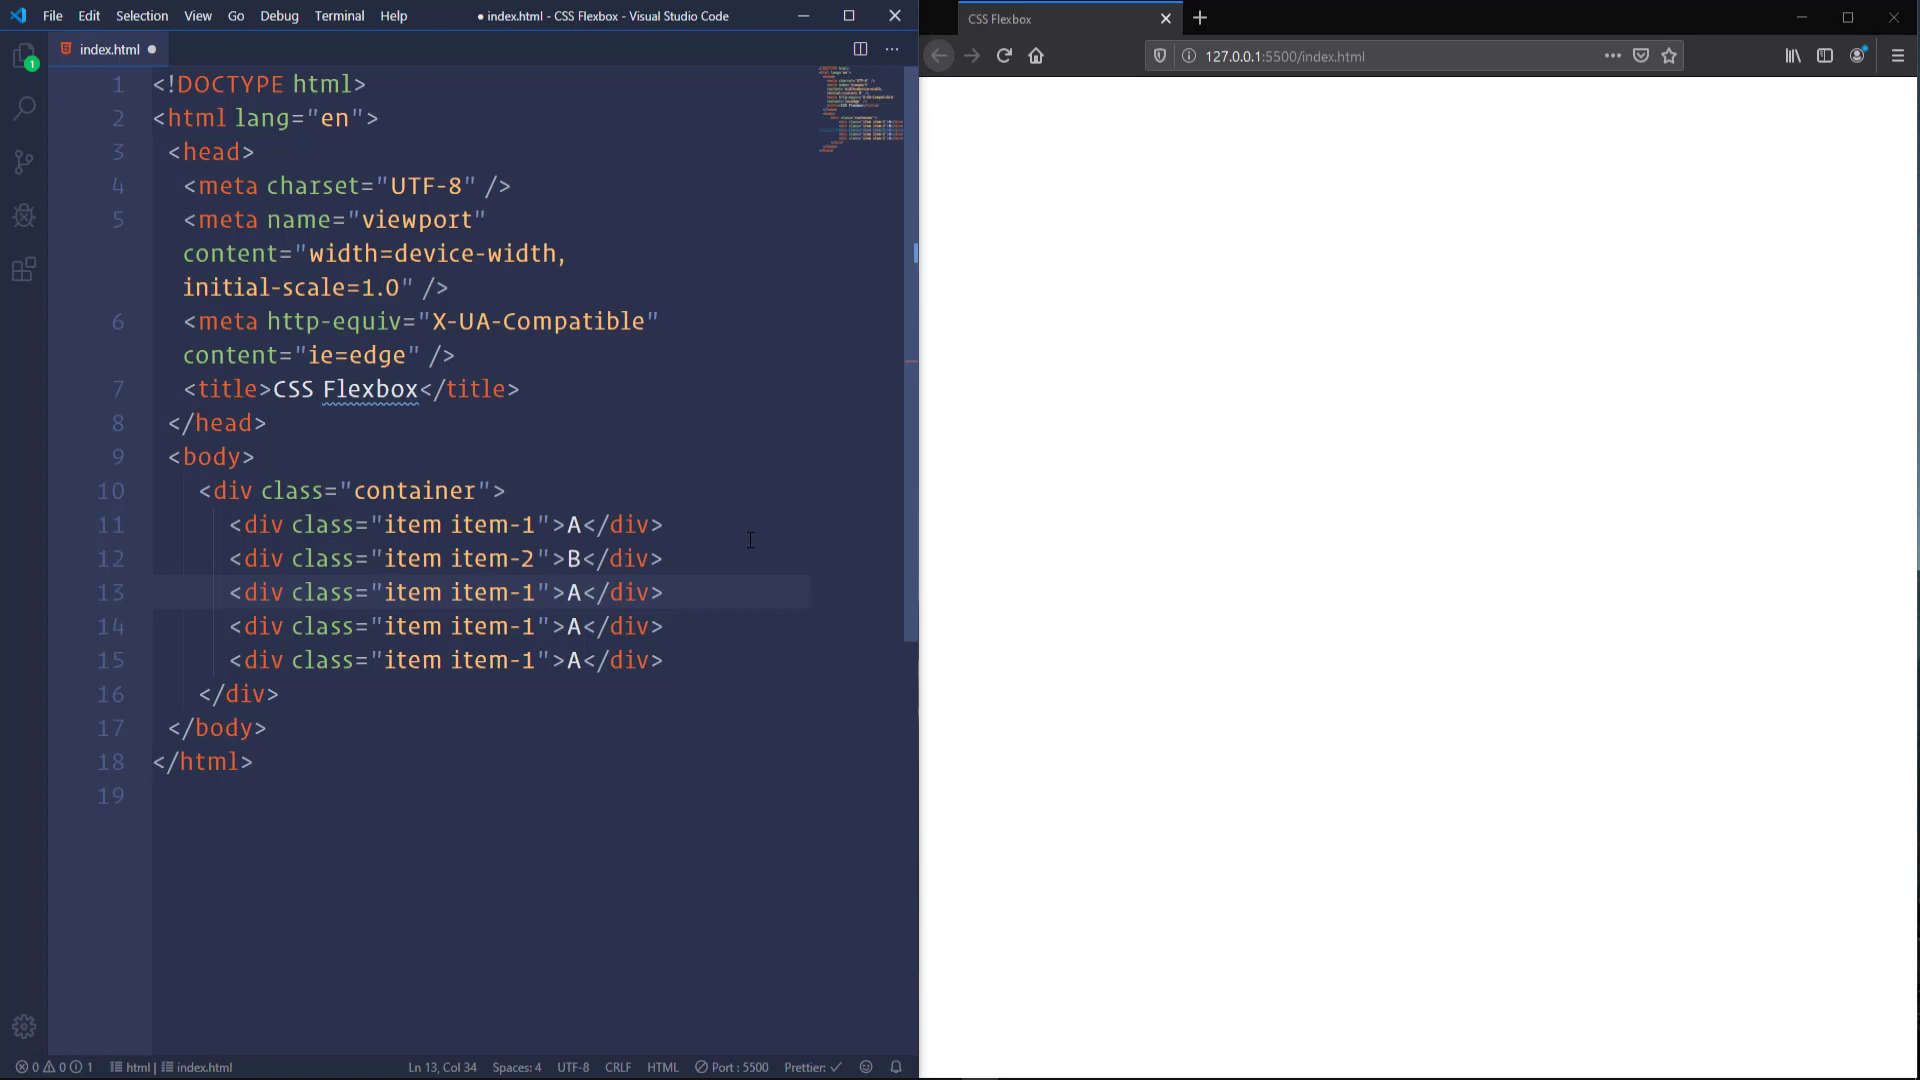 File Edit Selection View Go Debug Terminal Help ● index.html - CSS Flexbox - Visual Studio Code
CSS Flexbox
index.html ●
127.0.0.1:5500/index.html
1
1 <!DOCTYPE html>
2 <html lang="en">
3 <head>
4 <meta charset="UTF-8" />
5 <meta name="viewport"
content="width=device-width,
initial-scale=1.0" />
6 <meta http-equiv="X-UA-Compatible"
content="ie=edge" />
7 <title>CSS Flexbox</title>
8 </head>
9 <body>
10 <div class="container">
11 <div class="item item-1">A</div>
12 <div class="item item-2">B</div>
13 <div class="item item-1">A</div>
14 <div class="item item-1">A</div>
15 <div class="item item-1">A</div>
16 </div>
17 </body>
18 </html>
19
0 0 1 html | index.html Ln 13, Col 34 Spaces: 4 UTF-8 CRLF HTML Port : 5500 Prettier: ✓